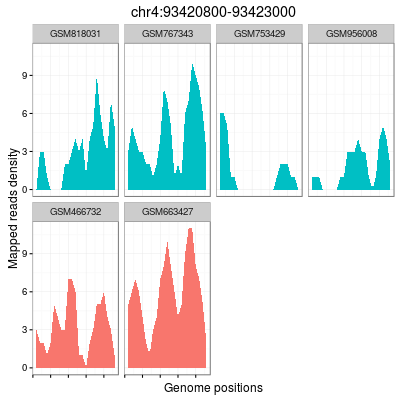 chr4:93420800-93423000
GSM818031 GSM767343 GSM753429 GSM956008
9
6
3
0
GSM466732 GSM663427
9
6
3
0
Mapped reads density
Genome positions